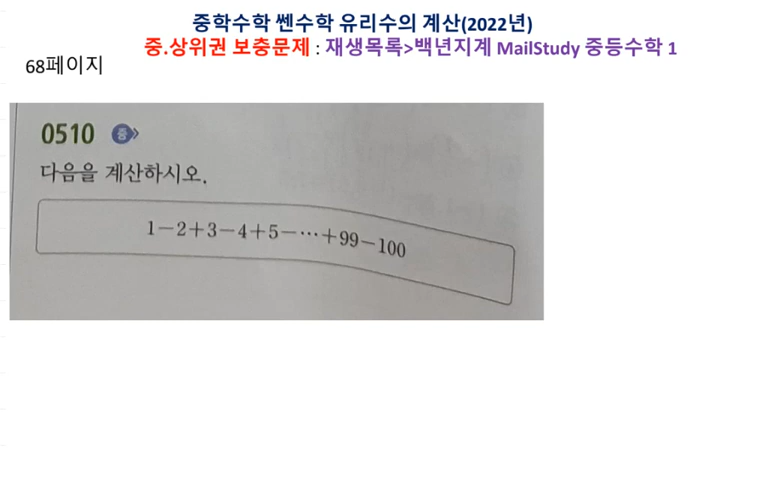 중학수학 쎈수학 유리수의 계산(2022년)
중.상위권 보충문제 : 재생목록>백년지계 MailStudy 중등수학 1
68페이지
0510 중
다음을 계산하시오.
1-2+3-4+5-⋯+99-100